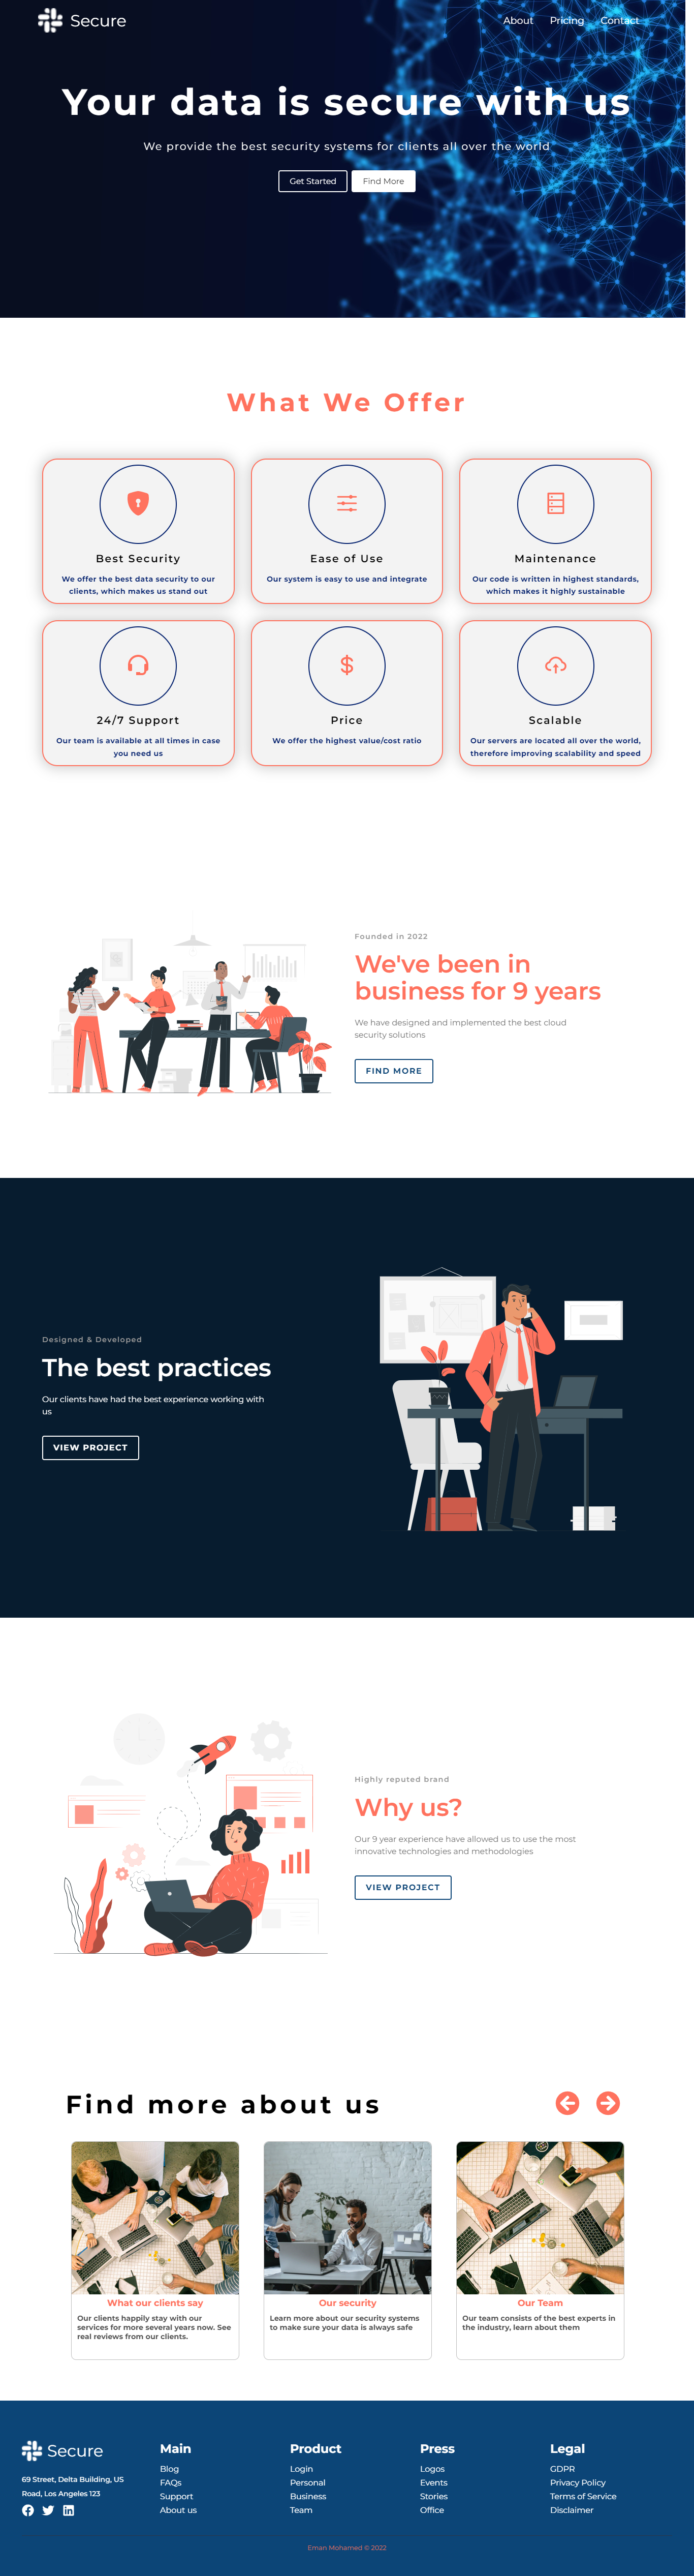 Secure
About Pricing Contact
Your data is secure with us
We provide the best security systems for clients all over the world
Get Started Find More
What We Offer
Best Security
We offer the best data security to our
clients, which makes us stand out
Ease of Use
Our system is easy to use and integrate
Maintenance
Our code is written in highest standards,
which makes it highly sustainable
24/7 Support
Our team is available at all times in case
you need us
Price
We offer the highest value/cost ratio
Scalable
Our servers are located all over the world,
therefore improving scalability and speed
Founded in 2022
We've been in
business for 9 years
We have designed and implemented the best cloud
security solutions
FIND MORE
Designed & Developed
The best practices
Our clients have had the best experience working with
us
VIEW PROJECT
Highly reputed brand
Why us?
Our 9 year experience have allowed us to use the most
innovative technologies and methodologies
VIEW PROJECT
Find more about us
What our clients say
Our clients happily stay with our
services for more several years now. See
real reviews from our clients.
Our security
Learn more about our security systems
to make sure your data is always safe
Our Team
Our team consists of the best experts in
the industry, learn about them
Secure
69 Street, Delta Building, US
Road, Los Angeles 123
Main
Blog
FAQs
Support
About us
Product
Login
Personal
Business
Team
Press
Logos
Events
Stories
Office
Legal
GDPR
Privacy Policy
Terms of Service
Disclaimer
Eman Mohamed © 2022